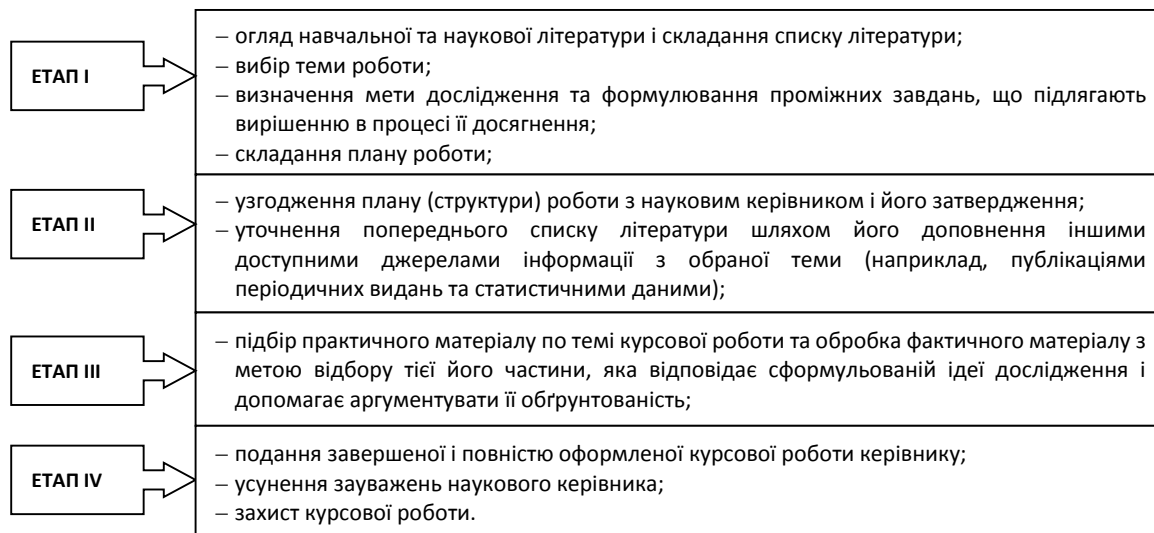 ЕТАП І
– огляд навчальної та наукової літератури і складання списку літератури;
– вибір теми роботи;
– визначення мети дослідження та формулювання проміжних завдань, що підлягають
вирішенню в процесі її досягнення;
– складання плану роботи;
ЕТАП ІІ
– узгодження плану (структури) роботи з науковим керівником і його затвердження;
– уточнення попереднього списку літератури шляхом його доповнення іншими
доступними джерелами інформації з обраної теми (наприклад, публікаціями
періодичних видань та статистичними даними);
ЕТАП ІІІ
– підбір практичного матеріалу по темі курсової роботи та обробка фактичного матеріалу з
метою відбору тієї його частини, яка відповідає сформульованій ідеї дослідження і
допомагає аргументувати її обґрунтованість;
ЕТАП IV
– подання завершеної і повністю оформленої курсової роботи керівнику;
– усунення зауважень наукового керівника;
– захист курсової роботи.